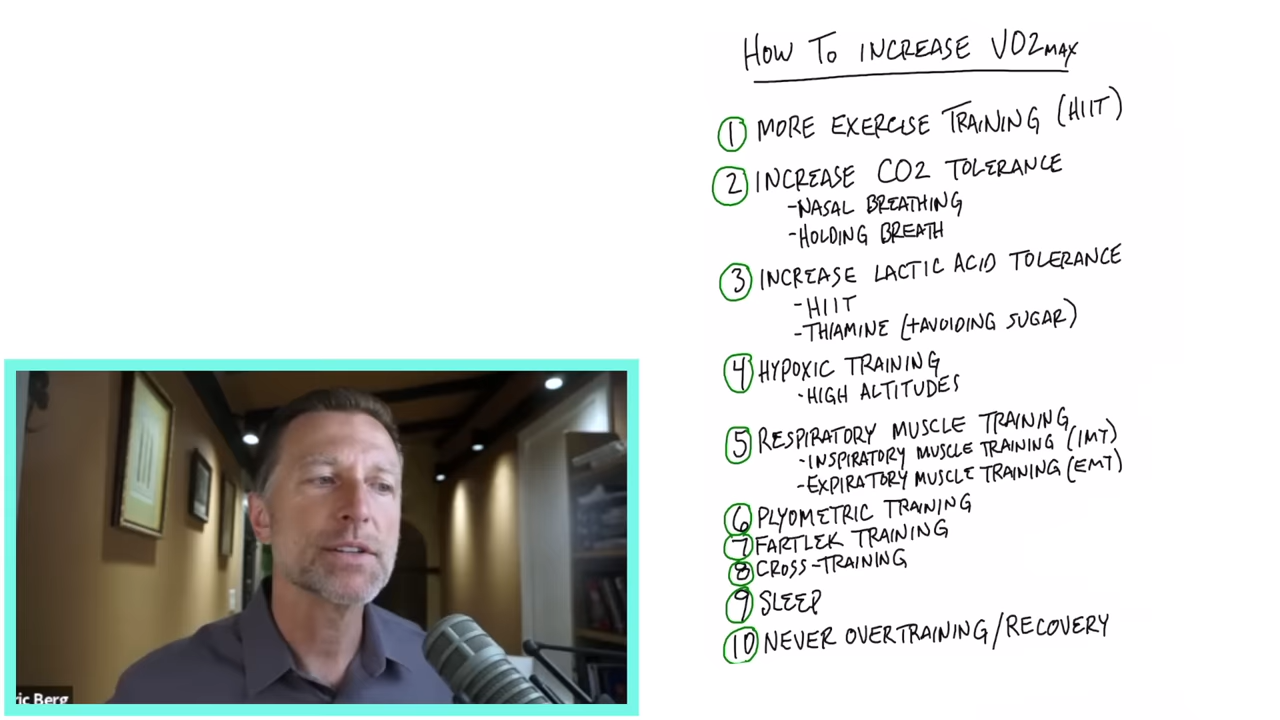 HOW TO INCREASE VO2MAX
1 MORE EXERCISE TRAINING (HIIT)
2 INCREASE CO2 TOLERANCE
-NASAL BREATHING
-HOLDING BREATH
3 INCREASE LACTIC ACID TOLERANCE
-HIIT
-THIAMINE (+AVOIDING SUGAR)
4 HYPOXIC TRAINING
-HIGH ALTITUDES
5 RESPIRATORY MUSCLE TRAINING
-INSPIRATORY MUSCLE TRAINING (IMT)
-EXPIRATORY MUSCLE TRAINING (EMT)
6 PLYOMETRIC TRAINING
7 FARTLEK TRAINING
8 CROSS-TRAINING
9 SLEEP
10 NEVER OVERTRAINING/RECOVERY
ric Berg